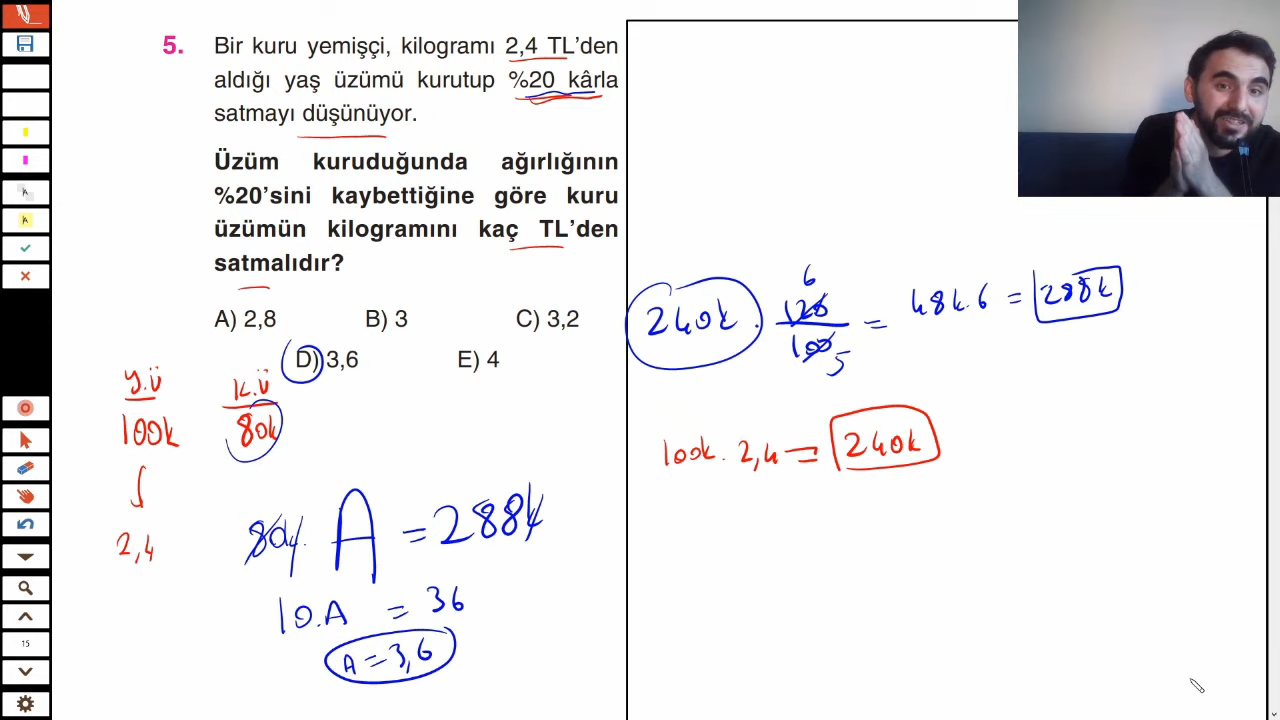 5. Bir kuru yemişçi, kilogramı 2,4 TL'den
aldığı yaş üzümü kurutup %20 kârla
satmayı düşünüyor.
Üzüm kuruduğunda ağırlığının
%20'sini kaybettiğine göre kuru
üzümün kilogramını kaç TL'den
satmalıdır?
A) 2,8 B) 3 C) 3,2
D) 3,6 E) 4
y.ü k.ü
100k 80k
2,4
80k. A = 288k
10.A = 36
A = 3,6
6
240k . 120 = 48k.6 = 288k
100 5
100k. 2,4 = 240k
15